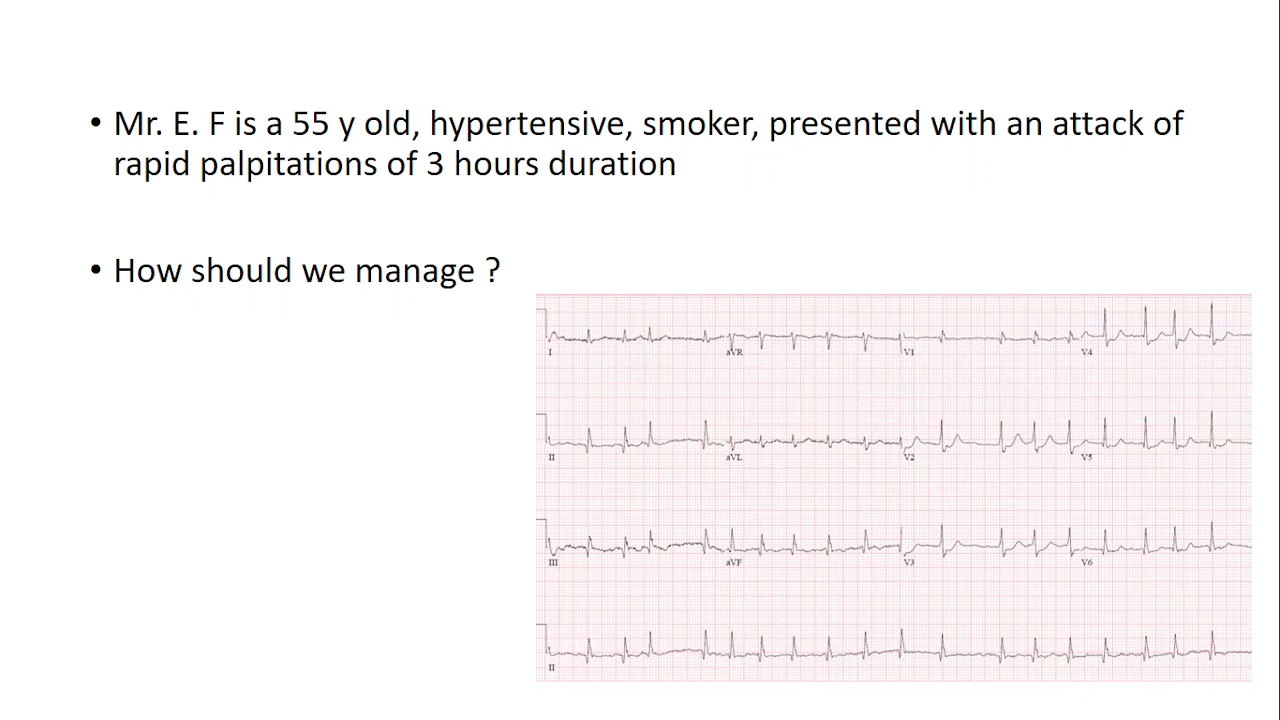 • Mr. E. F is a 55 y old, hypertensive, smoker, presented with an attack of
rapid palpitations of 3 hours duration
• How should we manage ?
I aVR V1 V4
II aVL V2 V5
III aVF V3 V6
II